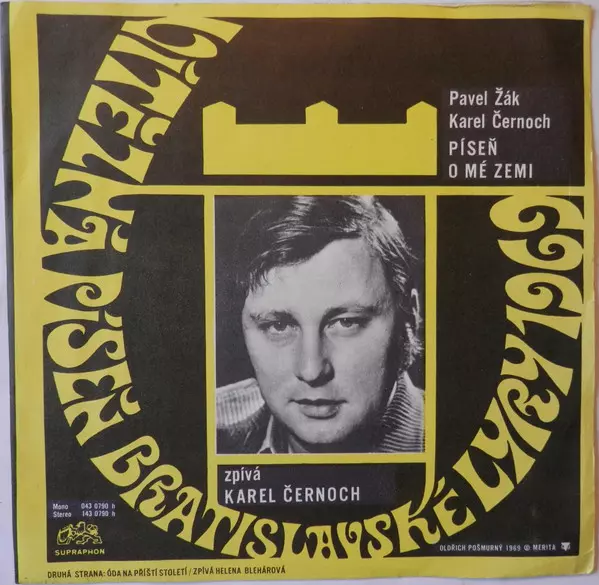 VÍTĚZNÁ PÍSEŇ BRATISLAVSKÉ LYRY 1969
Pavel Žák
Karel Černoch
PÍSEŇ
O MÉ ZEMI
zpívá
KAREL ČERNOCH
Mono 043 0790 h
Stereo 143 0790 h
SUPRAPHON
OLDŘICH POŠMURNÝ 1969 Ⓟ MERITA
DRUHÁ STRANA: ÓDA NA PŘÍŠTÍ STOLETÍ / ZPÍVÁ HELENA BLEHÁROVÁ